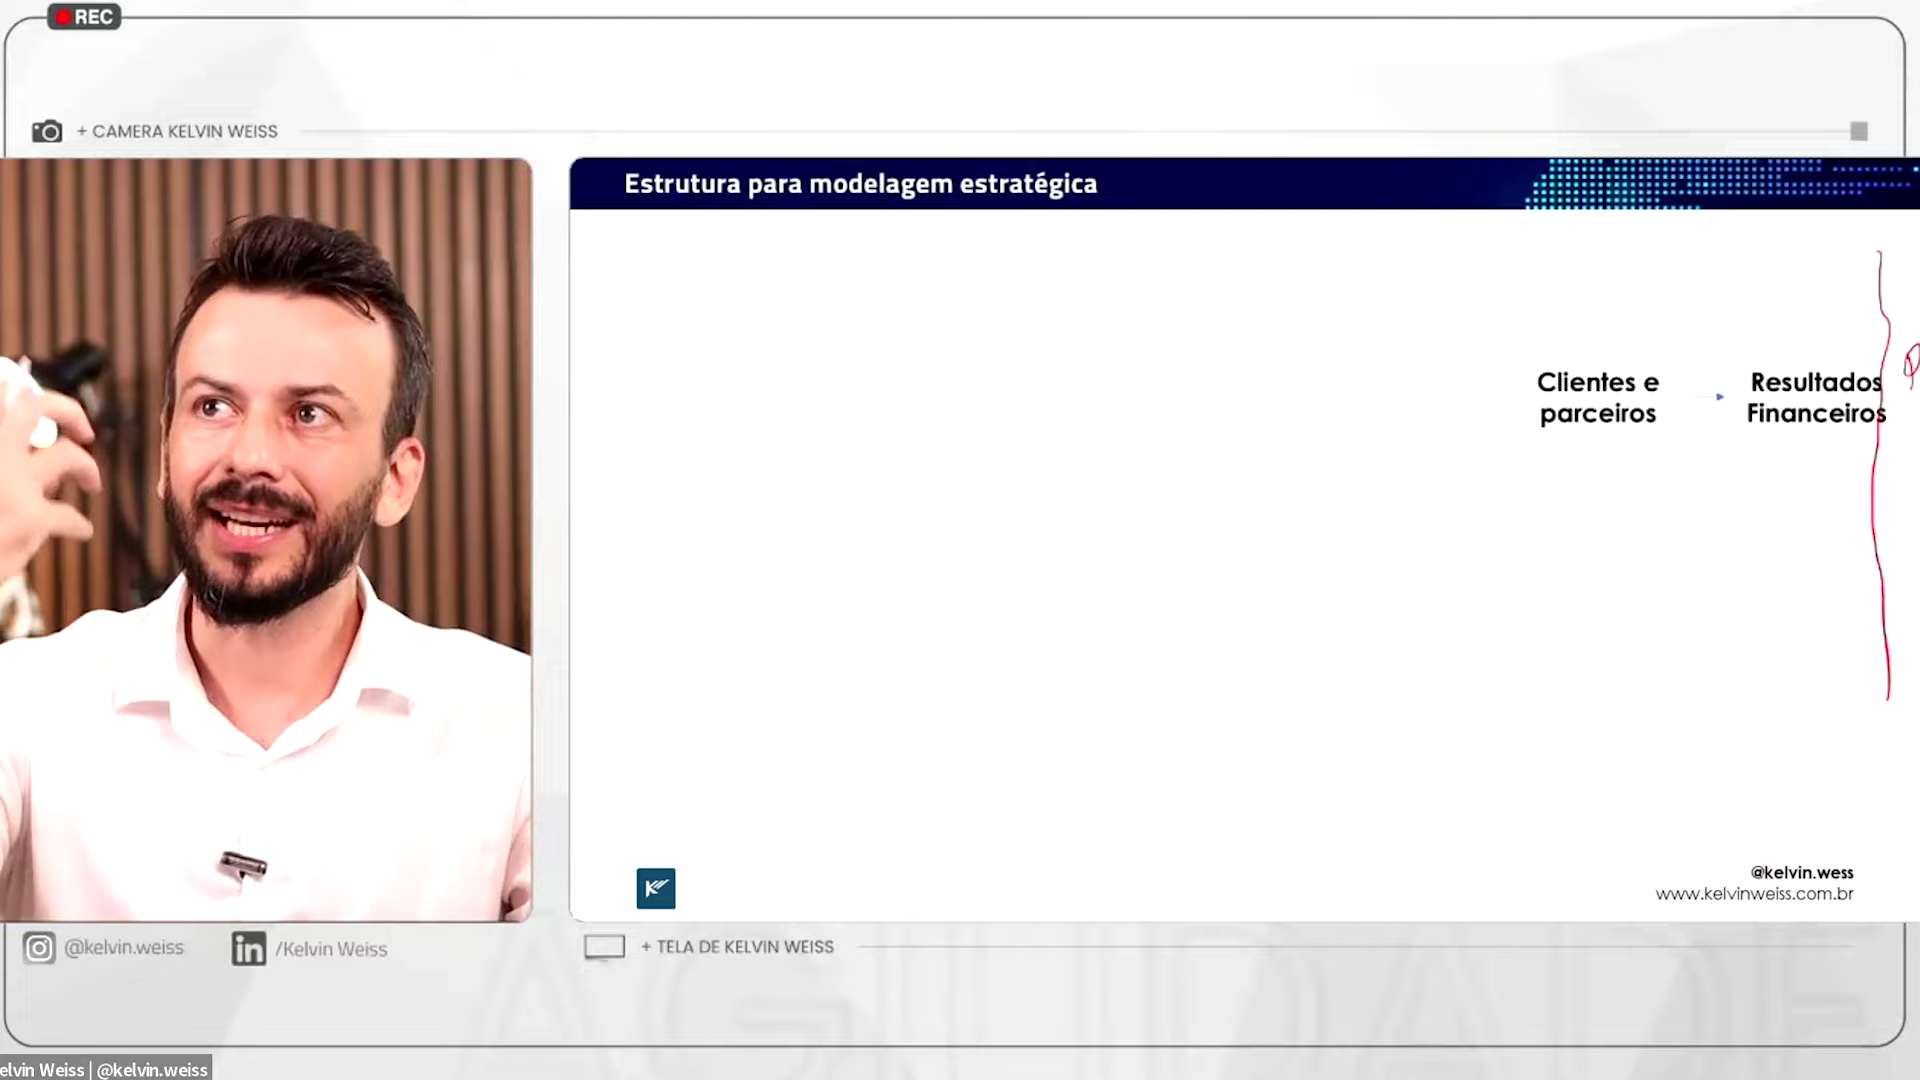 REC
+ CAMERA KELVIN WEISS
Estrutura para modelagem estratégica
Clientes e
parceiros
Resultados
Financeiros
@kelvin.wess
www.kelvinweiss.com.br
@kelvin.weiss
/Kelvin Weiss
+ TELA DE KELVIN WEISS
AGILIDADE
elvin Weiss | @kelvin.weiss